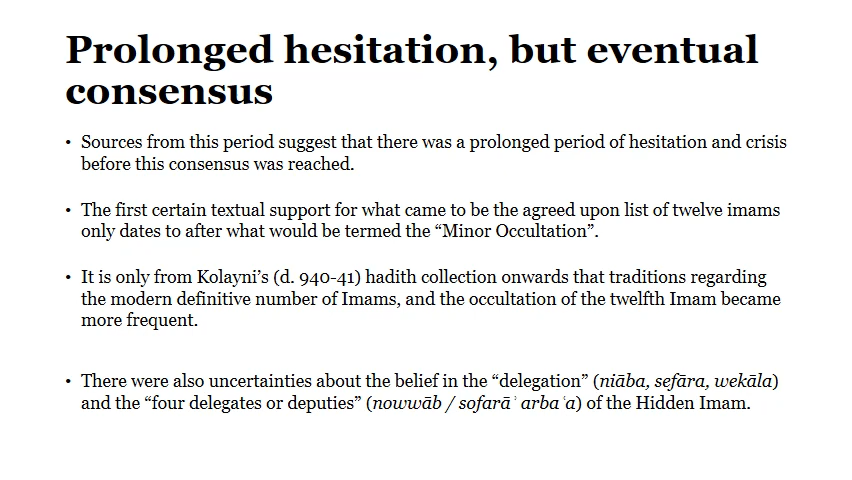 Prolonged hesitation, but eventual
consensus
• Sources from this period suggest that there was a prolonged period of hesitation and crisis
before this consensus was reached.
• The first certain textual support for what came to be the agreed upon list of twelve imams
only dates to after what would be termed the “Minor Occultation”.
• It is only from Kolayni’s (d. 940-41) hadith collection onwards that traditions regarding
the modern definitive number of Imams, and the occultation of the twelfth Imam became
more frequent.
• There were also uncertainties about the belief in the “delegation” (niāba, sefāra, wekāla)
and the “four delegates or deputies” (nowwāb / sofarāʾ arbaʿa) of the Hidden Imam.